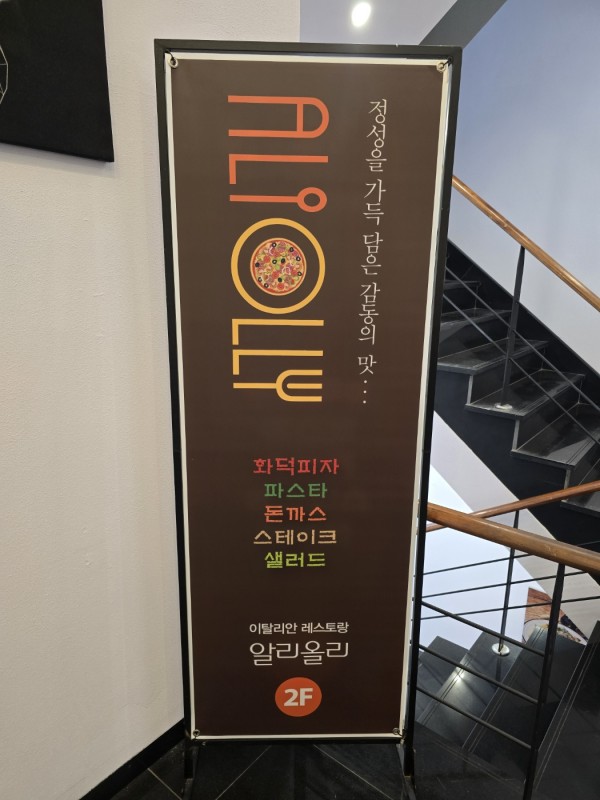 ALiOLLY
정성을 가득 담은 감동의 맛...
화덕피자
파스타
돈까스
스테이크
샐러드
이탈리안 레스토랑
알리올리
2F